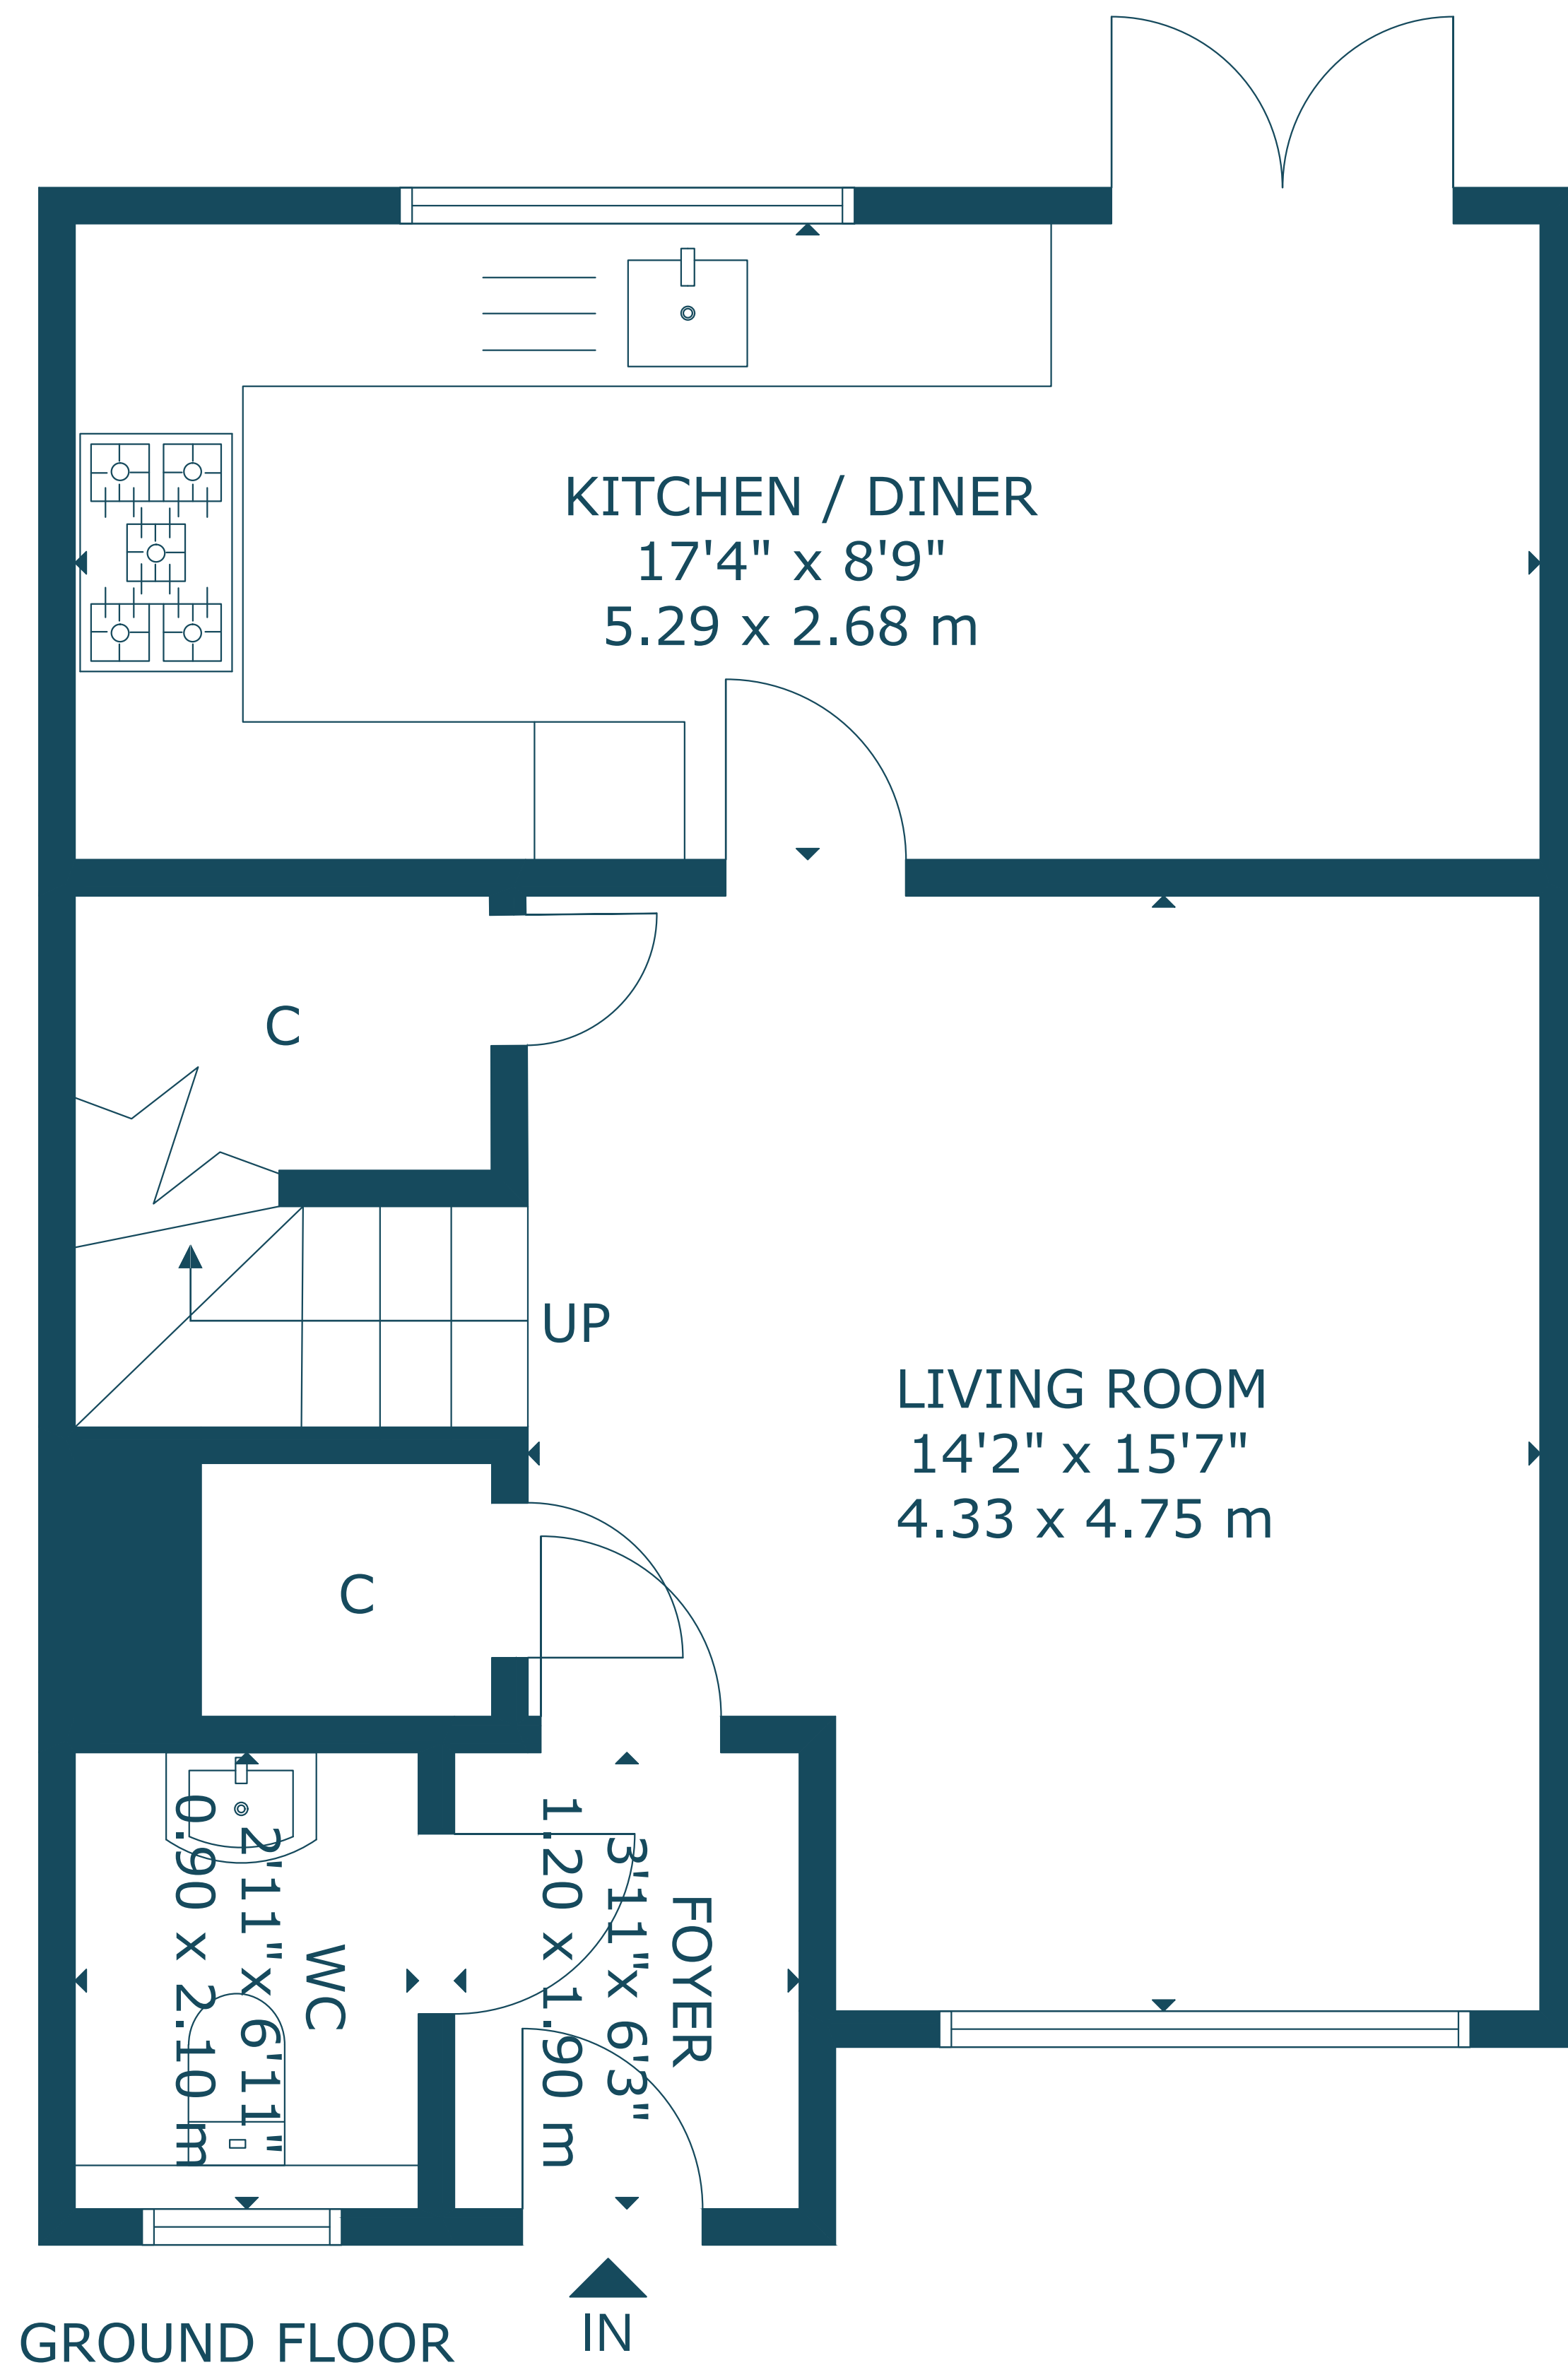 KITCHEN / DINER
17'4" x 8'9"
5.29 x 2.68 m
C
UP
LIVING ROOM
14'2" x 15'7"
4.33 x 4.75 m
C
WC
2'11" x 6'11"
0.90 x 2.10 m
FOYER
3'11"x 6'3"
1.20 x 1.90 m
IN
GROUND FLOOR